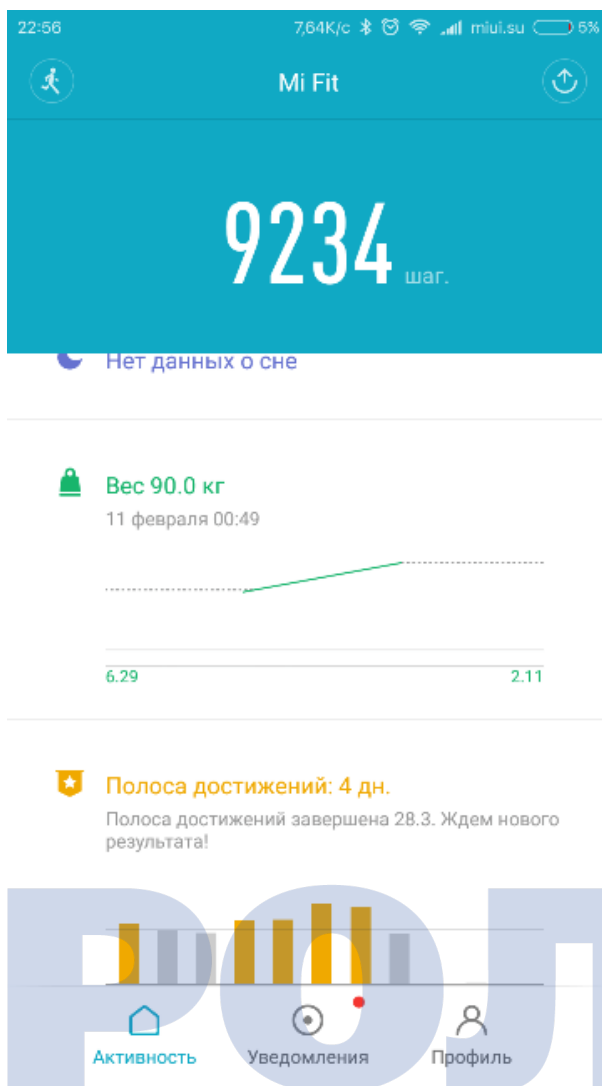 22:56 7,64K/с miui.su 5%
Mi Fit
9234 шаг.
Нет данных о сне
Вес 90.0 кг
11 февраля 00:49
6.29 2.11
Полоса достижений: 4 дн.
Полоса достижений завершена 28.3. Ждем нового
результата!
РОЛ
Активность Уведомления Профиль